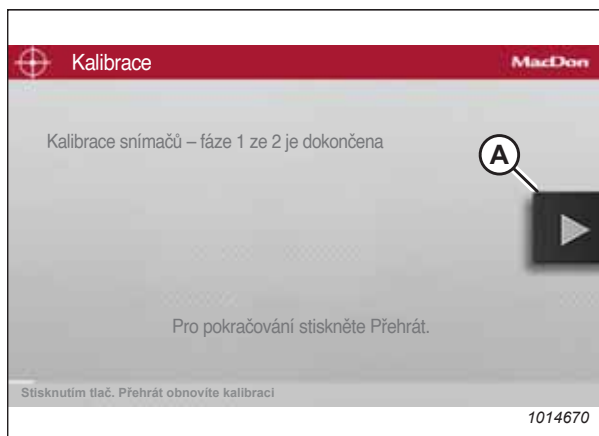 Kalibrace
MacDon
Kalibrace snímačů – fáze 1 ze 2 je dokončena
A
Pro pokračování stiskněte Přehrát.
Stisknutím tlač. Přehrát obnovíte kalibraci
1014670